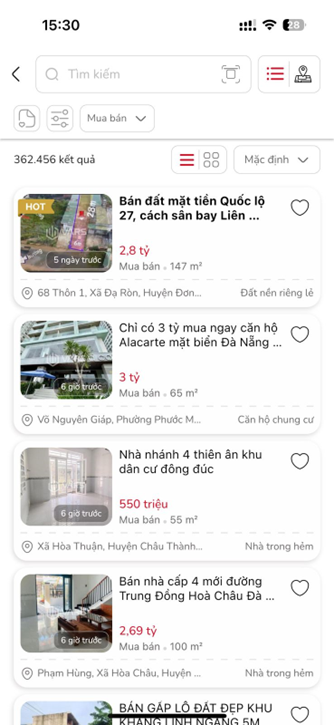 15:30
28
Tìm kiếm
Mua bán
362.456 kết quả
Mặc định
HOT
5 ngày trước
Bán đất mặt tiền Quốc lộ
27, cách sân bay Liên ...
2,8 tỷ
Mua bán • 147 m²
68 Thôn 1, Xã Đạ Ròn, Huyện Đơn...
Đất nền riêng lẻ
6 giờ trước
Chỉ có 3 tỷ mua ngay căn hộ
Alacarte mặt biển Đà Nẵng ...
3 tỷ
Mua bán • 65 m²
Võ Nguyên Giáp, Phường Phước M...
Căn hộ chung cư
6 giờ trước
Nhà nhánh 4 thiên ân khu
dân cư đông đúc
550 triệu
Mua bán • 55 m²
Xã Hòa Thuận, Huyện Châu Thành...
Nhà trong hẻm
6 giờ trước
Bán nhà cấp 4 mới đường
Trung Đồng Hoà Châu Đà ...
2,69 tỷ
Mua bán • 100 m²
Phạm Hùng, Xã Hòa Châu, Huyện...
Nhà trong hẻm
BÁN GẤP LÔ ĐẤT ĐẸP KHU
KHANG LINH NGANG 5M